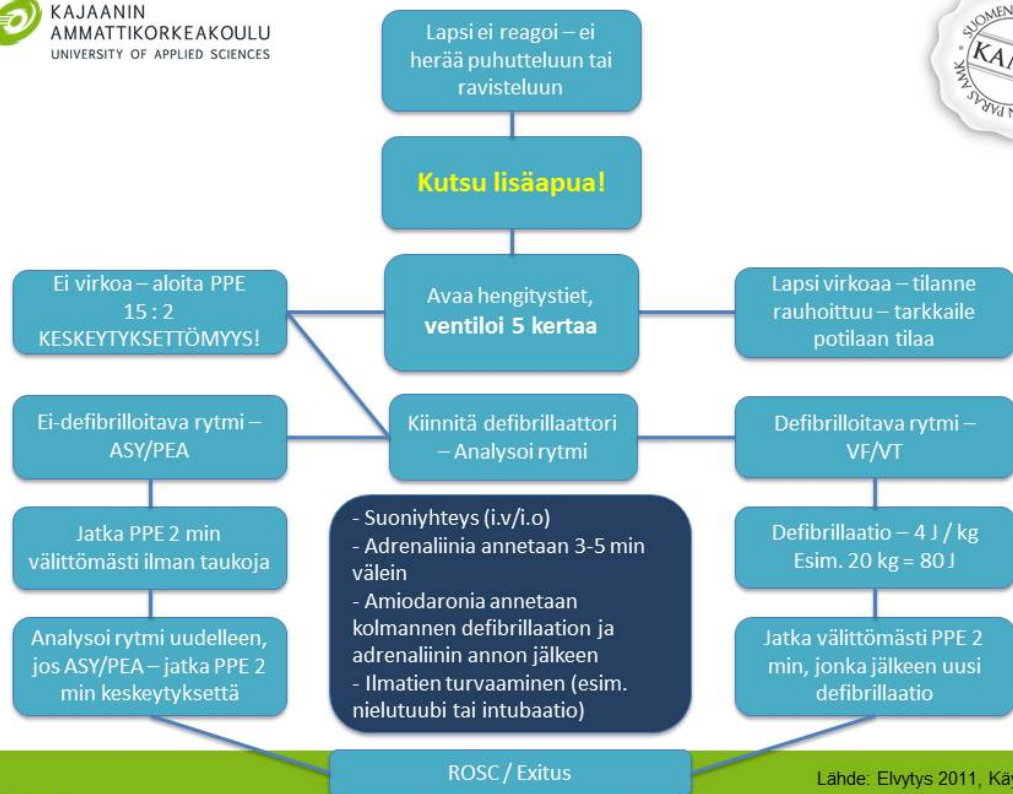 KAJAANIN
AMMATTIKORKEAKOULU
UNIVERSITY OF APPLIED SCIENCES
Lapsi ei reagoi – ei
herää puhutteluun tai
ravisteluun
Kutsu lisäapua!
Ei virkoa – aloita PPE
15 : 2
KESKEYTYKSETTÖMYYS!
Avaa hengitystiet,
ventiloi 5 kertaa
Lapsi virkoaa – tilanne
rauhoittuu – tarkkaile
potilaan tilaa
Ei-defibrilloitava rytmi –
ASY/PEA
Kiinnitä defibrillaattori
– Analysoi rytmi
Defibrilloitava rytmi –
VF/VT
Jatka PPE 2 min
välittömästi ilman taukoja
- Suoniyhteys (i.v/i.o)
- Adrenaliinia annetaan 3-5 min
välein
- Amiodaronia annetaan
kolmannen defibrillaation ja
adrenaliinin annon jälkeen
- Ilmatien turvaaminen (esim.
nielutuubi tai intubaatio)
Defibrillaatio – 4 J / kg
Esim. 20 kg = 80 J
Analysoi rytmi uudelleen,
jos ASY/PEA – jatka PPE 2
min keskeytyksettä
Jatka välittömästi PPE 2
min, jonka jälkeen uusi
defibrillaatio
ROSC / Exitus
Lähde: Elvytys 2011,